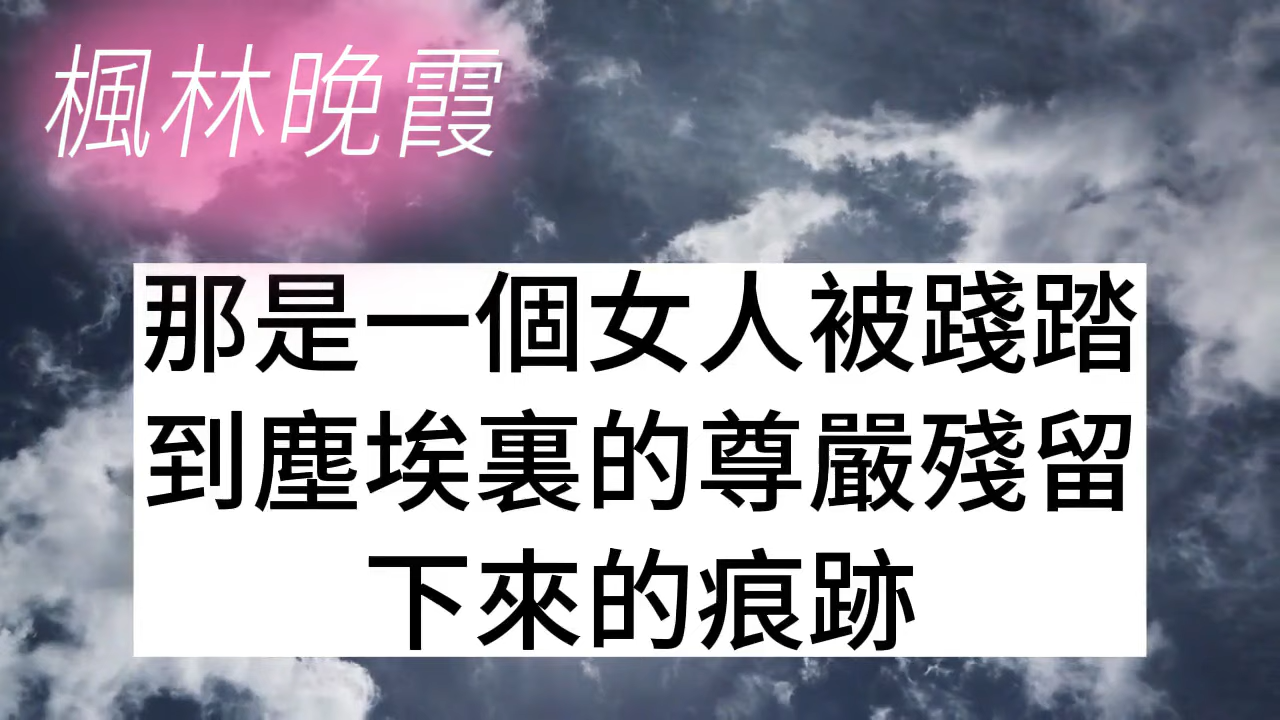 楓林晚霞
那是一個女人被踐踏
到塵埃裏的尊嚴殘留
下來的痕跡